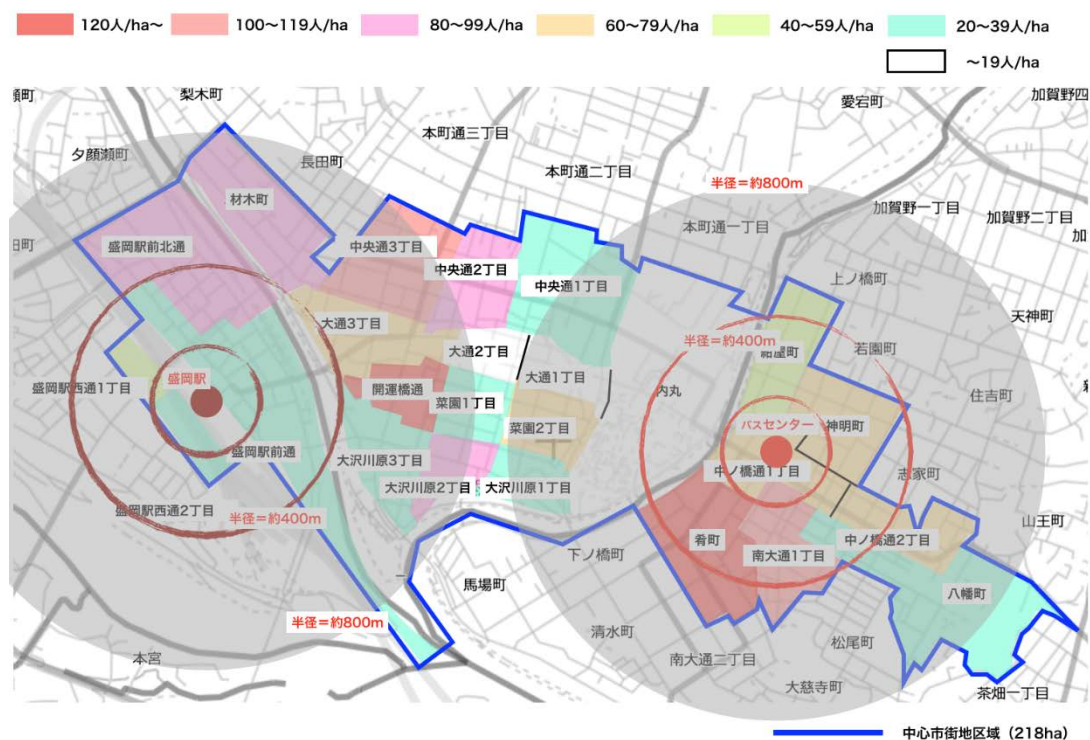 120人/ha〜
100〜119人/ha
80〜99人/ha
60〜79人/ha
40〜59人/ha
20〜39人/ha
〜19人/ha
梨木町
愛宕町
加賀野四
本町通三丁目
夕顔瀬町
長田町
本町通二丁目
半径=約800m
材木町
加賀野一丁目
加賀野二丁目
加
本町通一丁目
田町
盛岡駅前北通
中央通3丁目
中央通2丁目
上ノ橋町
中央通1丁目
天神町
大通3丁目
紺屋町
半径=約400m
若園町
大通2丁目
盛岡駅西通1丁目
盛岡駅
開運橋通
大通1丁目
内丸
住吉町
菜園1丁目
菜園2丁目
バスセンター
神明町
盛岡駅前通
大沢川原3丁目
中ノ橋通1丁目
志家町
大沢川原2丁目
大沢川原1丁目
盛岡駅西通2丁目
半径=約400m
山王町
肴町
中ノ橋通2丁目
下ノ橋町
南大通1丁目
馬場町
八幡町
半径=約800m
清水町
松尾町
本宮
南大通二丁目
大慈寺町
茶畑一丁目
中心市街地区域（218ha）